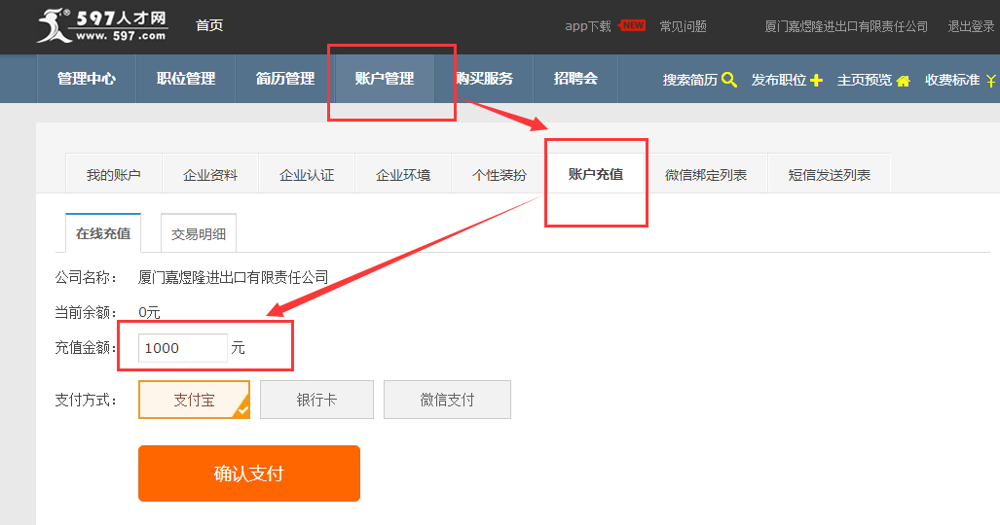 597人才网 首页 app下载 NEW 常见问题 厦门嘉煜隆进出口有限责任公司 退出登录
www.597.com
管理中心 职位管理 简历管理 账户管理 购买服务 招聘会 搜索简历 发布职位 主页预览 收费标准
我的账户 企业资料 企业认证 企业环境 个性装扮 账户充值 微信绑定列表 短信发送列表
在线充值 交易明细
公司名称： 厦门嘉煜隆进出口有限责任公司
当前余额： 0元
充值金额： 1000 元
支付方式： 支付宝 银行卡 微信支付
确认支付